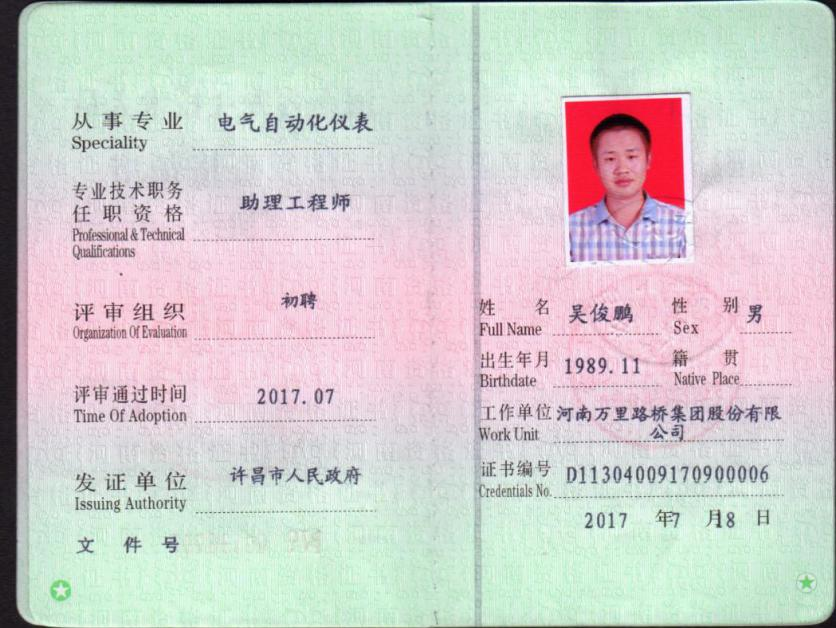 从事专业 电气自动化仪表
Speciality
专业技术职务
任职资格 助理工程师
Professional & Technical
Qualifications
评审组织 初聘
Organization Of Evaluation
评审通过时间 2017.07
Time Of Adoption
发证单位 许昌市人民政府
Issuing Authority
文件号
姓名 吴俊鹏 性别 男
Full Name Sex
出生年月 1989.11 籍贯
Birthdate Native Place
工作单位 河南万里路桥集团股份有限
Work Unit 公司
证书编号 D11304009170900006
Credentials No.
2017 年7 月18 日